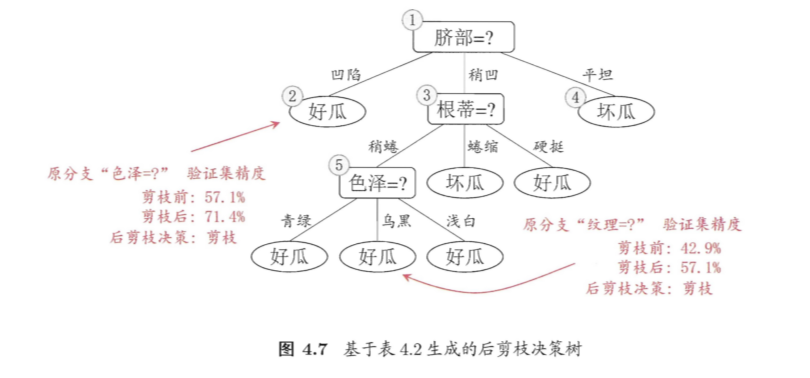 ①
脐部=?
凹陷 稍凹 平坦
② ③ ④
好瓜 根蒂=? 坏瓜
稍蜷 蜷缩 硬挺
⑤
色泽=? 坏瓜 好瓜
原分支“色泽=?” 验证集精度
剪枝前: 57.1%
剪枝后: 71.4%
后剪枝决策: 剪枝
青绿 乌黑 浅白
好瓜 好瓜 好瓜
原分支“纹理=?” 验证集精度
剪枝前: 42.9%
剪枝后: 57.1%
后剪枝决策: 剪枝
图 4.7 基于表 4.2 生成的后剪枝决策树